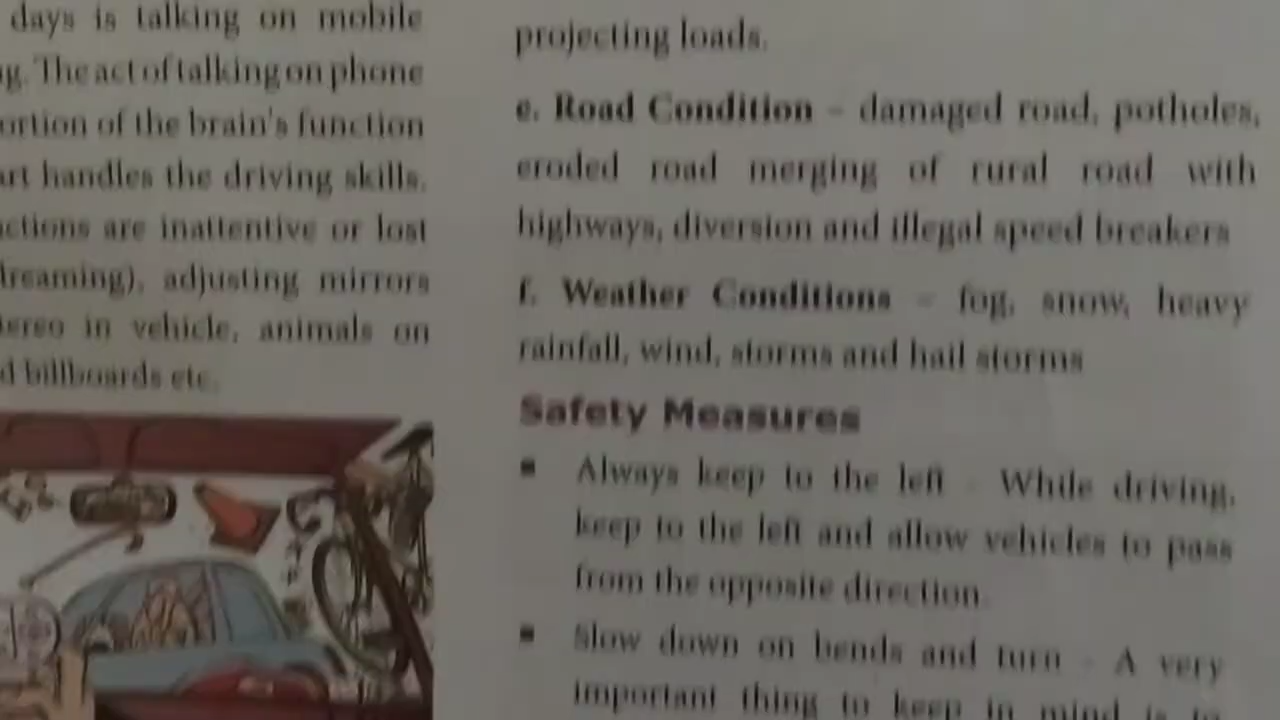 days is talking on mobile
The act of talking on phone
of the brain's function
handles the driving skills.
are inattentive or lost
adjusting mirrors
in vehicle, animals on
billboards etc.
projecting loads.
e. Road Condition – damaged road, potholes,
eroded road merging of rural road with
highways, diversion and illegal speed breakers
f. Weather Conditions – fog, snow, heavy
rainfall, wind, storms and hail storms
Safety Measures
▪ Always keep to the left - While driving,
keep to the left and allow vehicles to pass
from the opposite direction.
▪ Slow down on bends and turn - A very
important thing to keep in mind is to